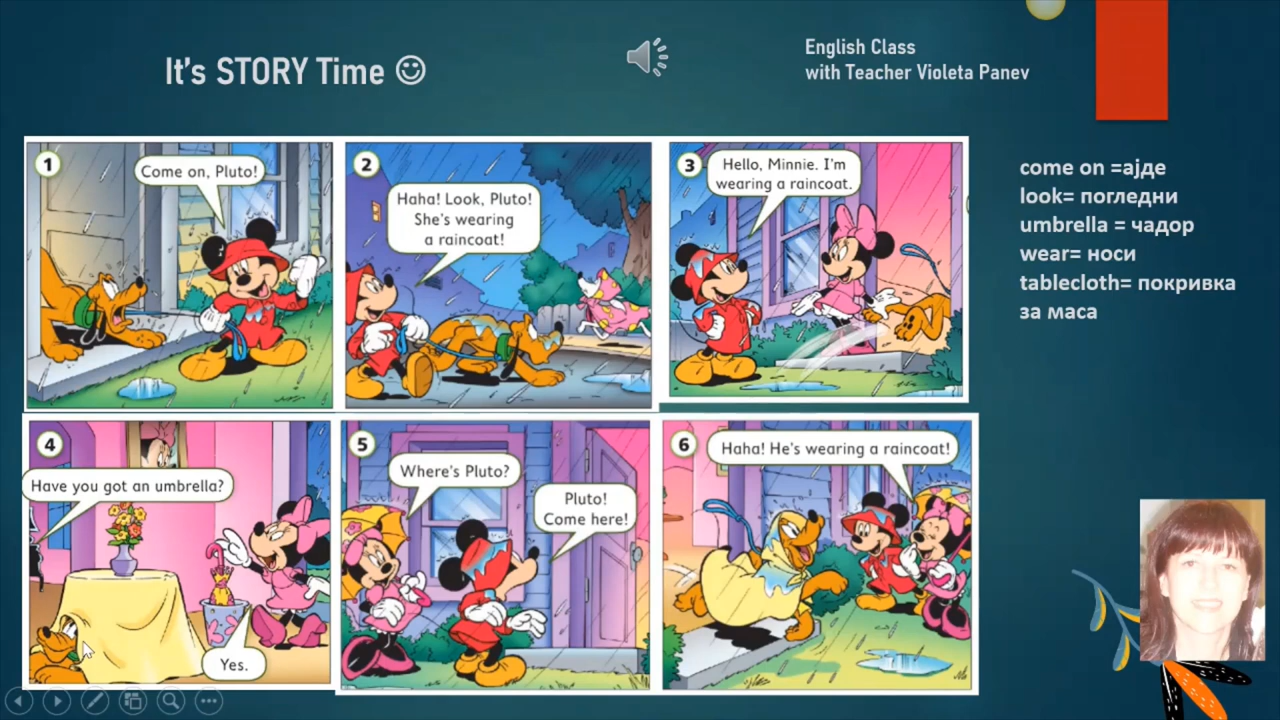 It's STORY Time
English Class
with Teacher Violeta Panev
1
Come on, Pluto!
2
Haha! Look, Pluto!
She's wearing
a raincoat!
3
Hello, Minnie. I'm
wearing a raincoat.
come on =ајде
look= погледни
umbrella = чадор
wear= носи
tablecloth= покривка
за маса
4
Have you got an umbrella?
Yes.
5
Where's Pluto?
Pluto!
Come here!
6
Haha! He's wearing a raincoat!